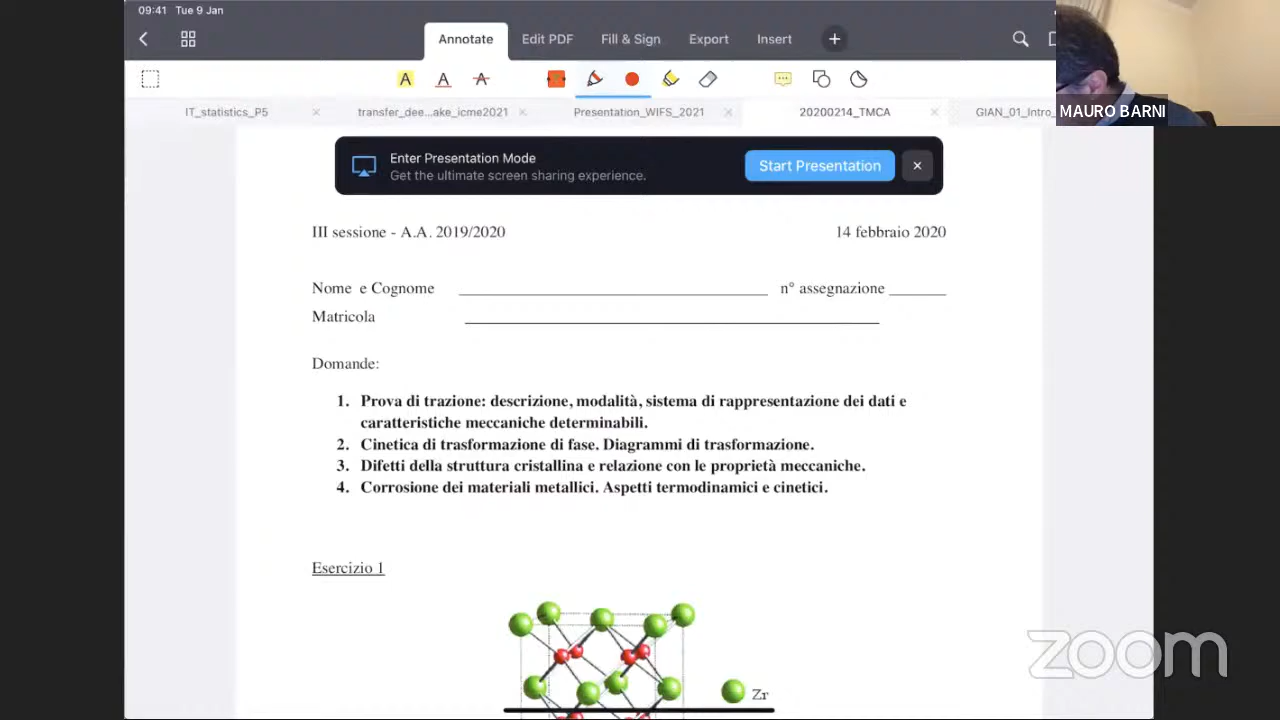 09:41 Tue 9 Jan
Annotate Edit PDF Fill & Sign Export Insert +
MAURO BARNI
IT_statistics_P5 × transfer_dee...ake_icme2021 × Presentation_WIFS_2021 × 20200214_TMCA × GIAN_01_Intro_
Enter Presentation Mode
Get the ultimate screen sharing experience.
Start Presentation ×
III sessione - A.A. 2019/2020 14 febbraio 2020
Nome e Cognome n° assegnazione
Matricola
Domande:
1. Prova di trazione: descrizione, modalità, sistema di rappresentazione dei dati e
caratteristiche meccaniche determinabili.
2. Cinetica di trasformazione di fase. Diagrammi di trasformazione.
3. Difetti della struttura cristallina e relazione con le proprietà meccaniche.
4. Corrosione dei materiali metallici. Aspetti termodinamici e cinetici.
Esercizio 1
Zr
zoom